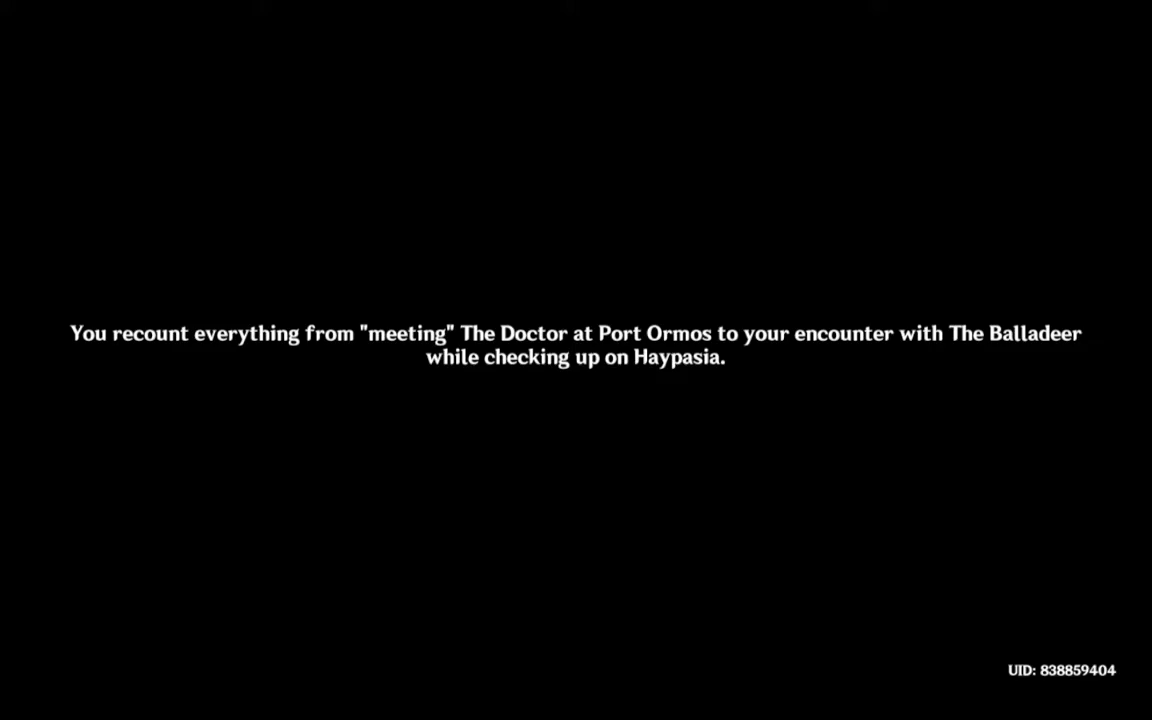 You recount everything from "meeting" The Doctor at Port Ormos to your encounter with The Balladeer
while checking up on Haypasia.
UID: 838859404